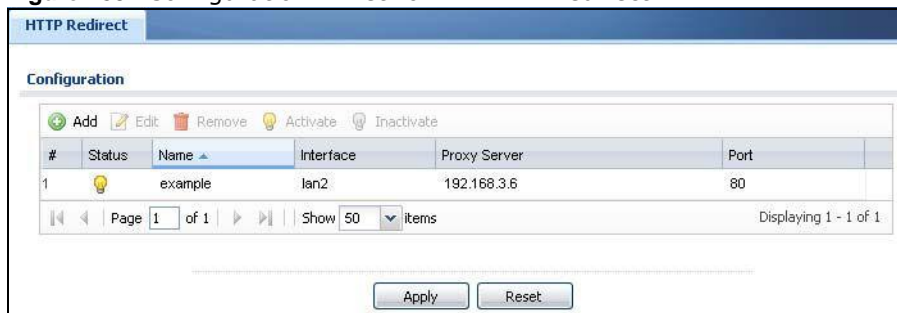 HTTP Redirect
Configuration
Add Edit Remove Activate Inactivate
# Status Name Interface Proxy Server Port
1 example lan2 192.168.3.6 80
Page 1 of 1 Show 50 items Displaying 1 - 1 of 1
Apply Reset